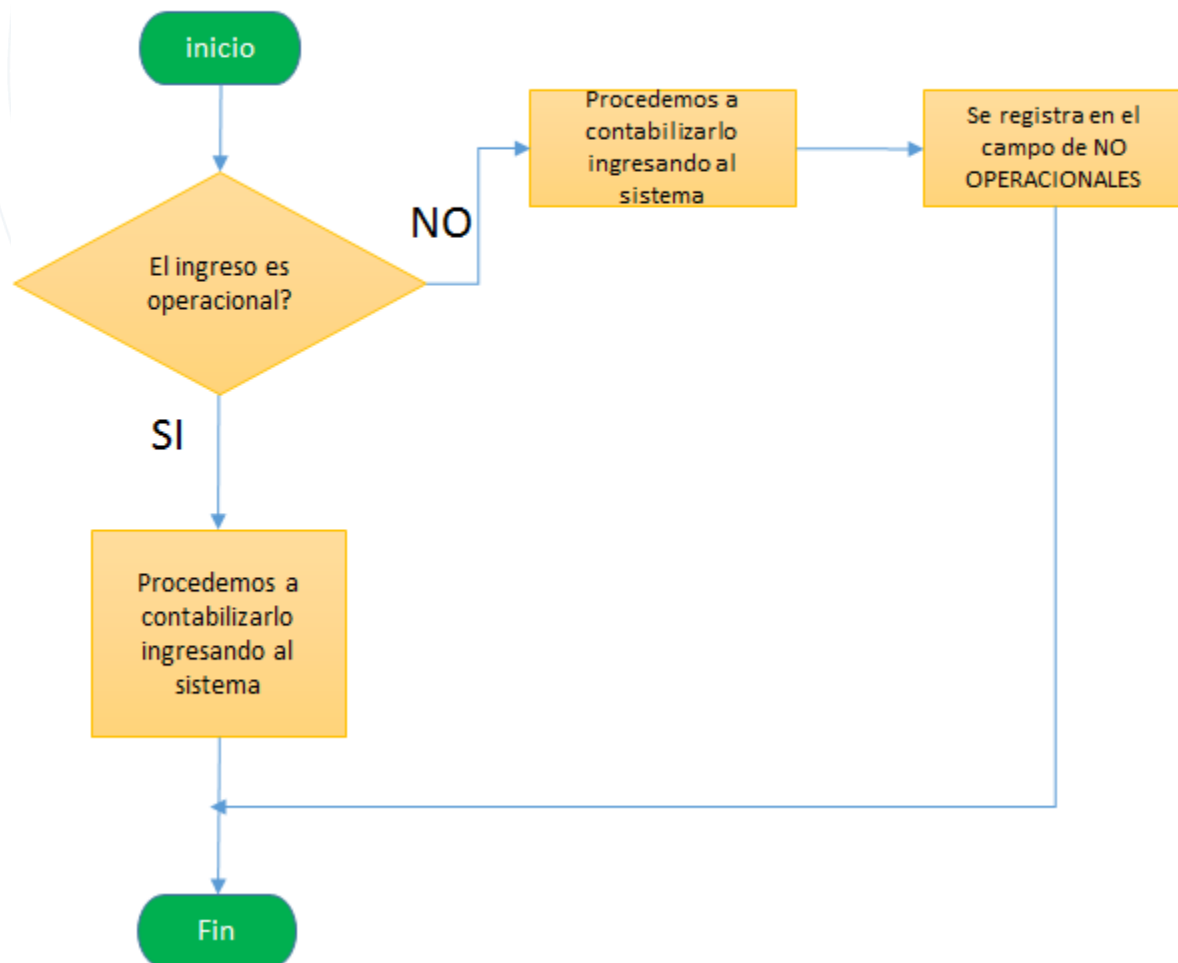 inicio
El ingreso es
operacional?
NO
Procedemos a
contabilizarlo
ingresando al
sistema
Se registra en el
campo de NO
OPERACIONALES
SI
Procedemos a
contabilizarlo
ingresando al
sistema
Fin